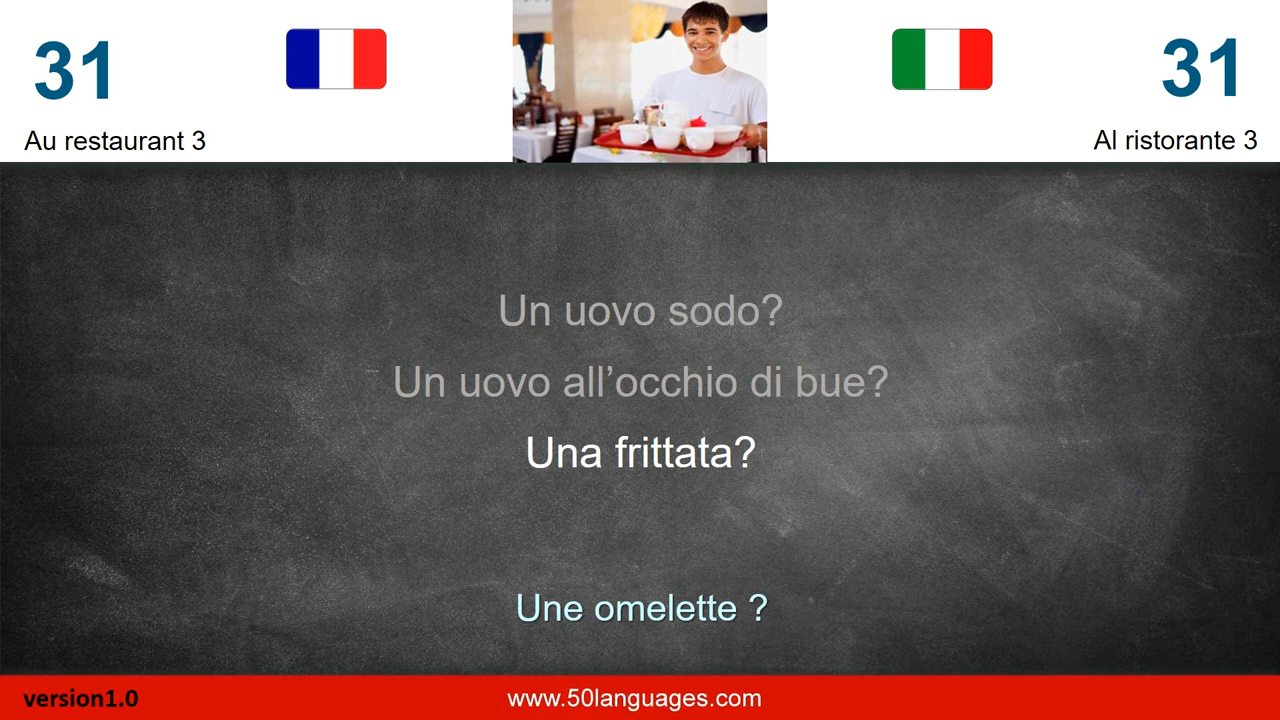 31
31
Au restaurant 3
Al ristorante 3
Un uovo sodo?
Un uovo all’occhio di bue?
Una frittata?
Une omelette ?
version1.0
www.50languages.com